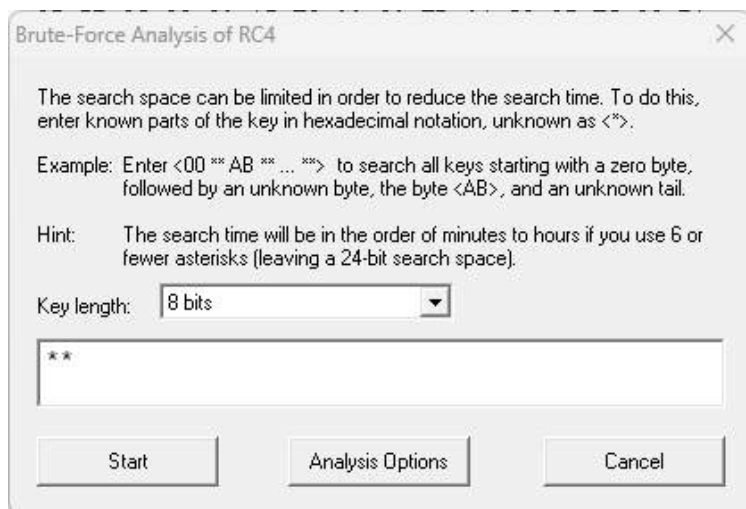 Brute-Force Analysis of RC4
The search space can be limited in order to reduce the search time. To do this,
enter known parts of the key in hexadecimal notation, unknown as <*>.
Example: Enter <00 ** AB ** ... **> to search all keys starting with a zero byte,
followed by an unknown byte, the byte <AB>, and an unknown tail.
Hint: The search time will be in the order of minutes to hours if you use 6 or
fewer asterisks (leaving a 24-bit search space).
Key length: 8 bits
**
Start Analysis Options Cancel